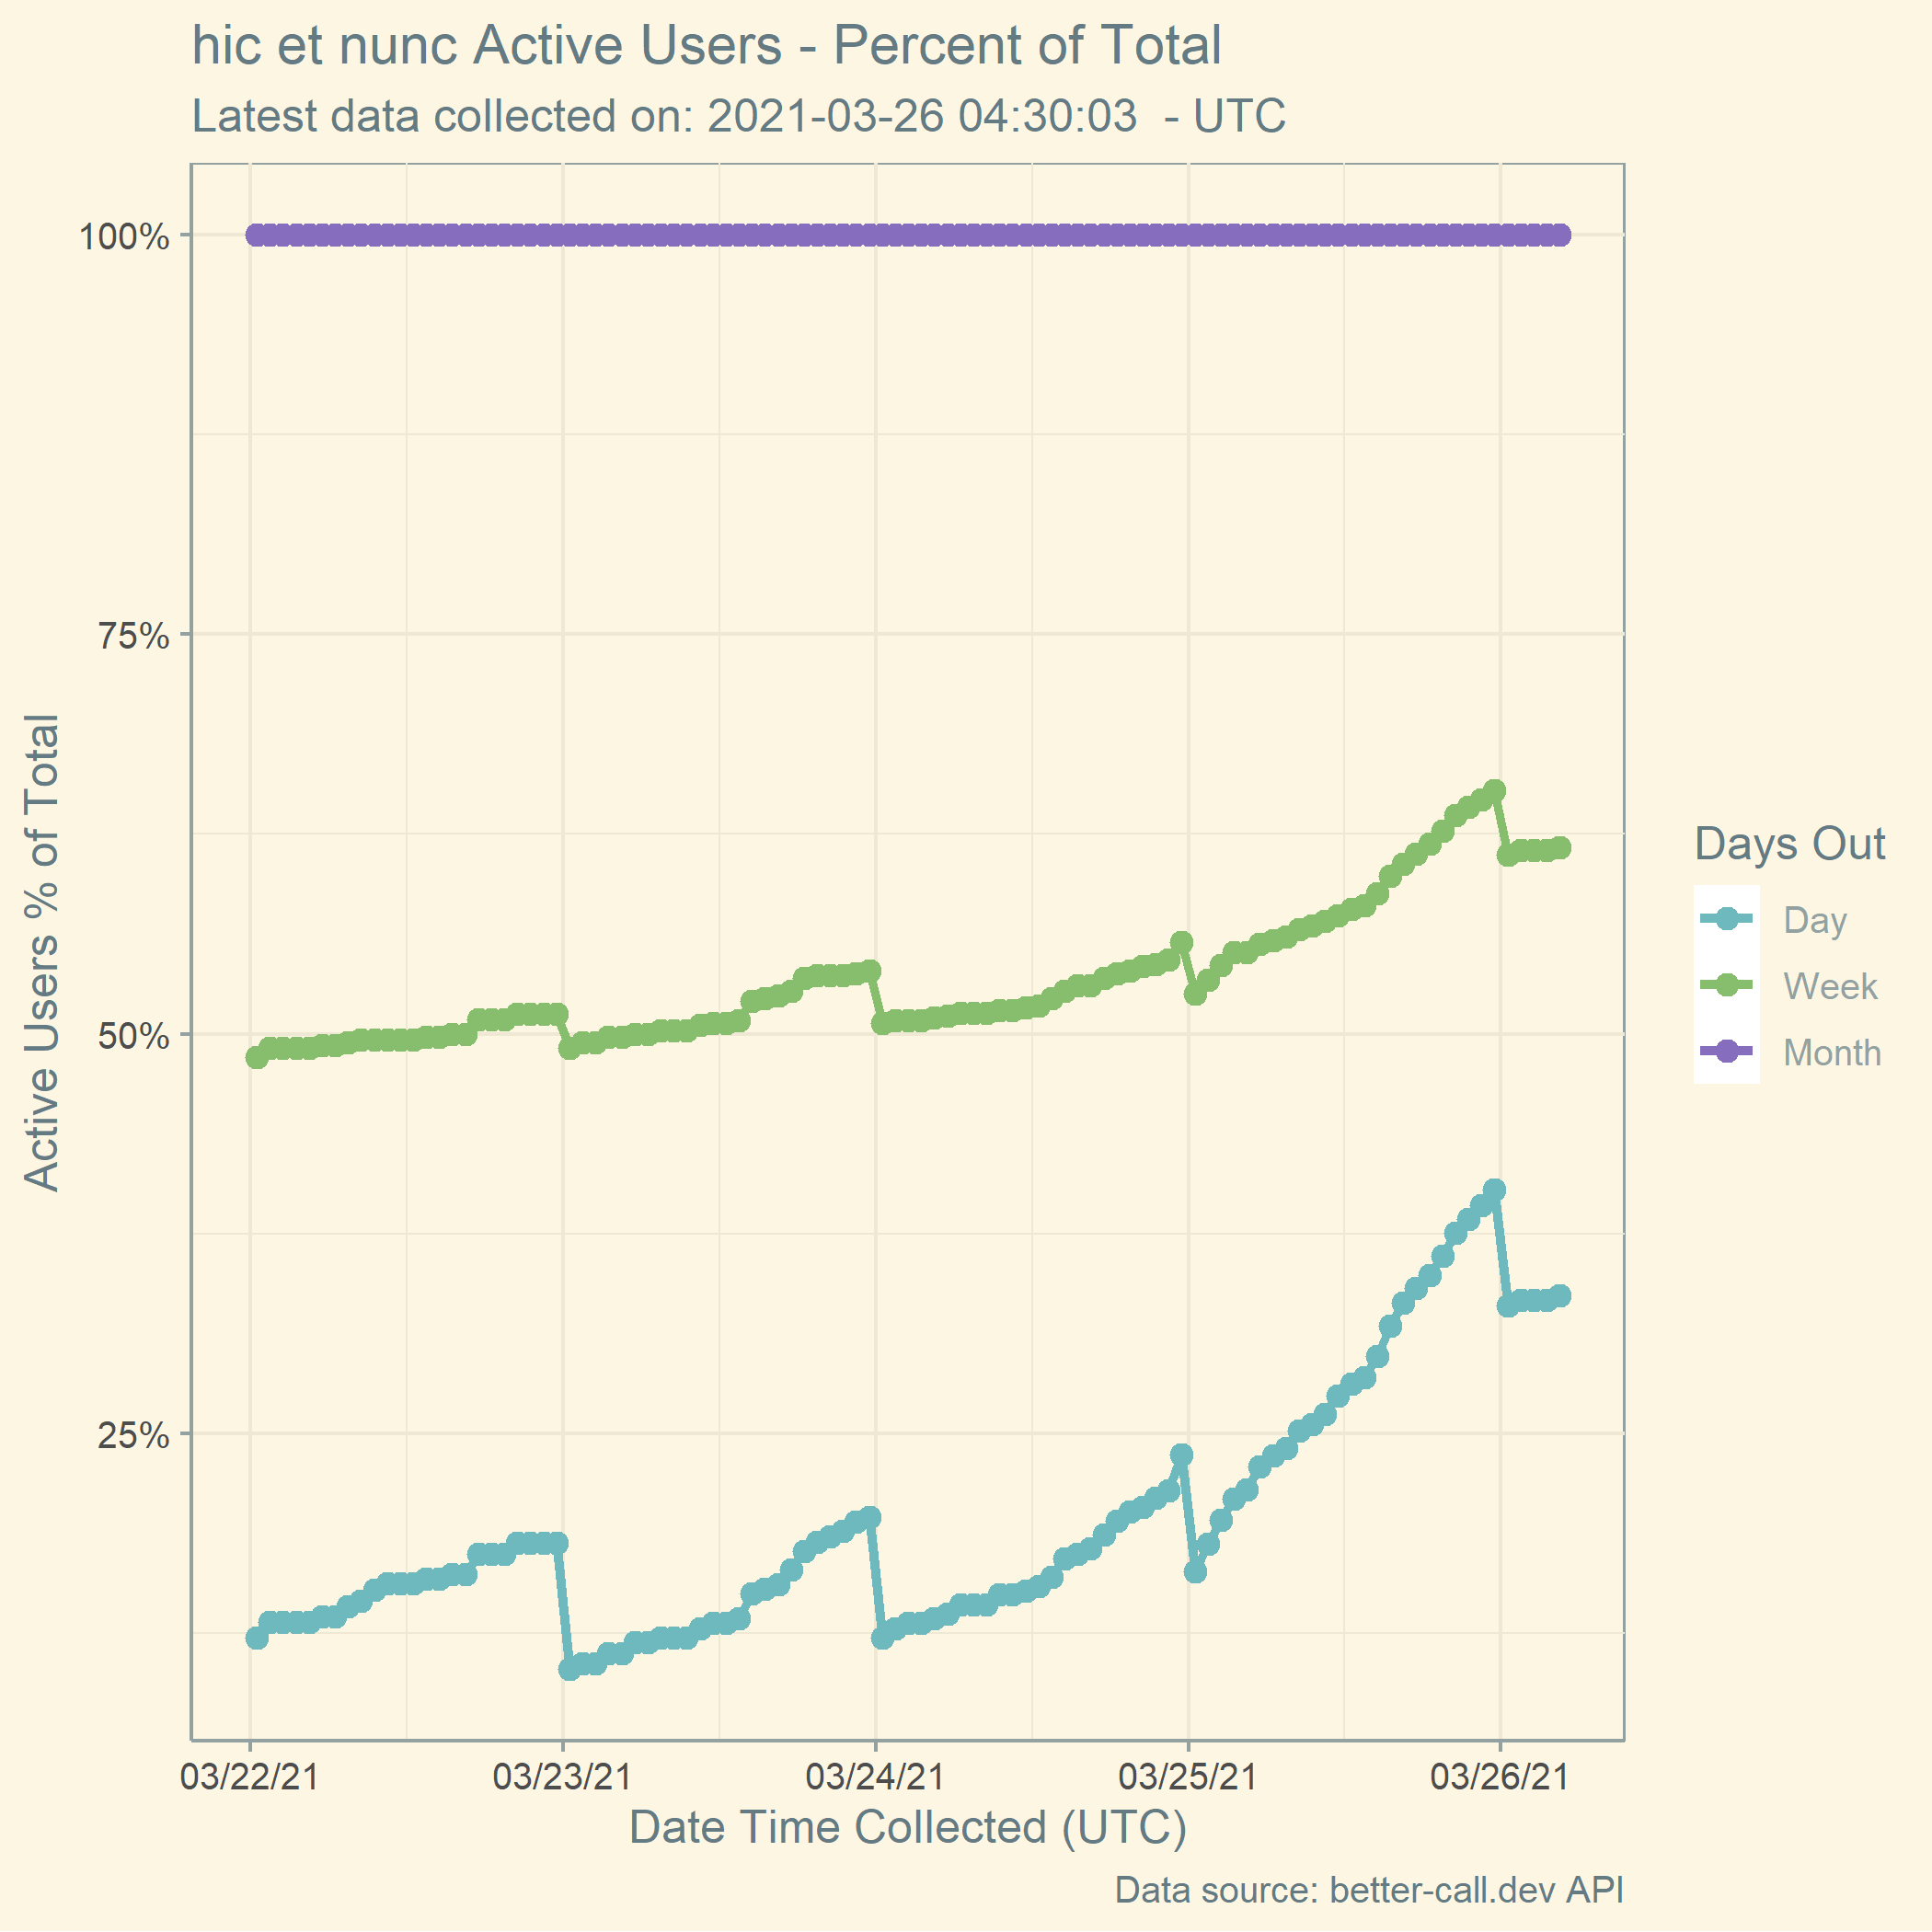 hic et nunc Active Users - Percent of Total
Latest data collected on: 2021-03-26 04:30:03  - UTC
Active Users % of Total
100%
75%
50%
25%
03/22/21
03/23/21
03/24/21
03/25/21
03/26/21
Date Time Collected (UTC)
Days Out
Day
Week
Month
Data source: better-call.dev API